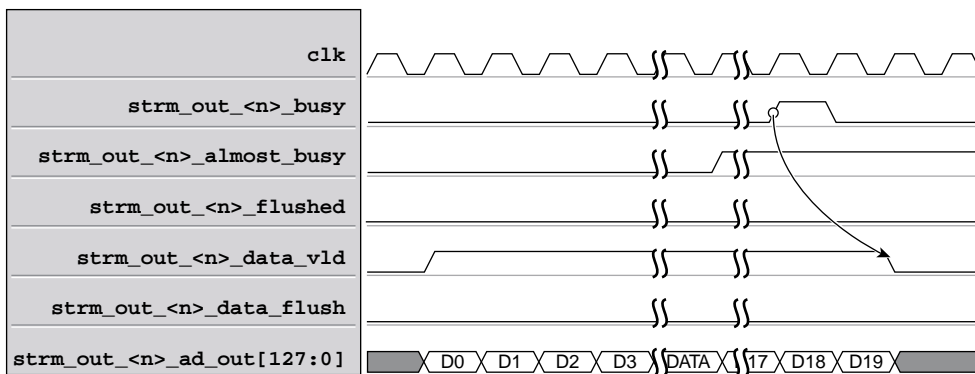 clk
strm_out_<n>_busy
strm_out_<n>_almost_busy
strm_out_<n>_flushed
strm_out_<n>_data_vld
strm_out_<n>_data_flush
strm_out_<n>_ad_out[127:0] D0 D1 D2 D3 DATA 17 D18 D19